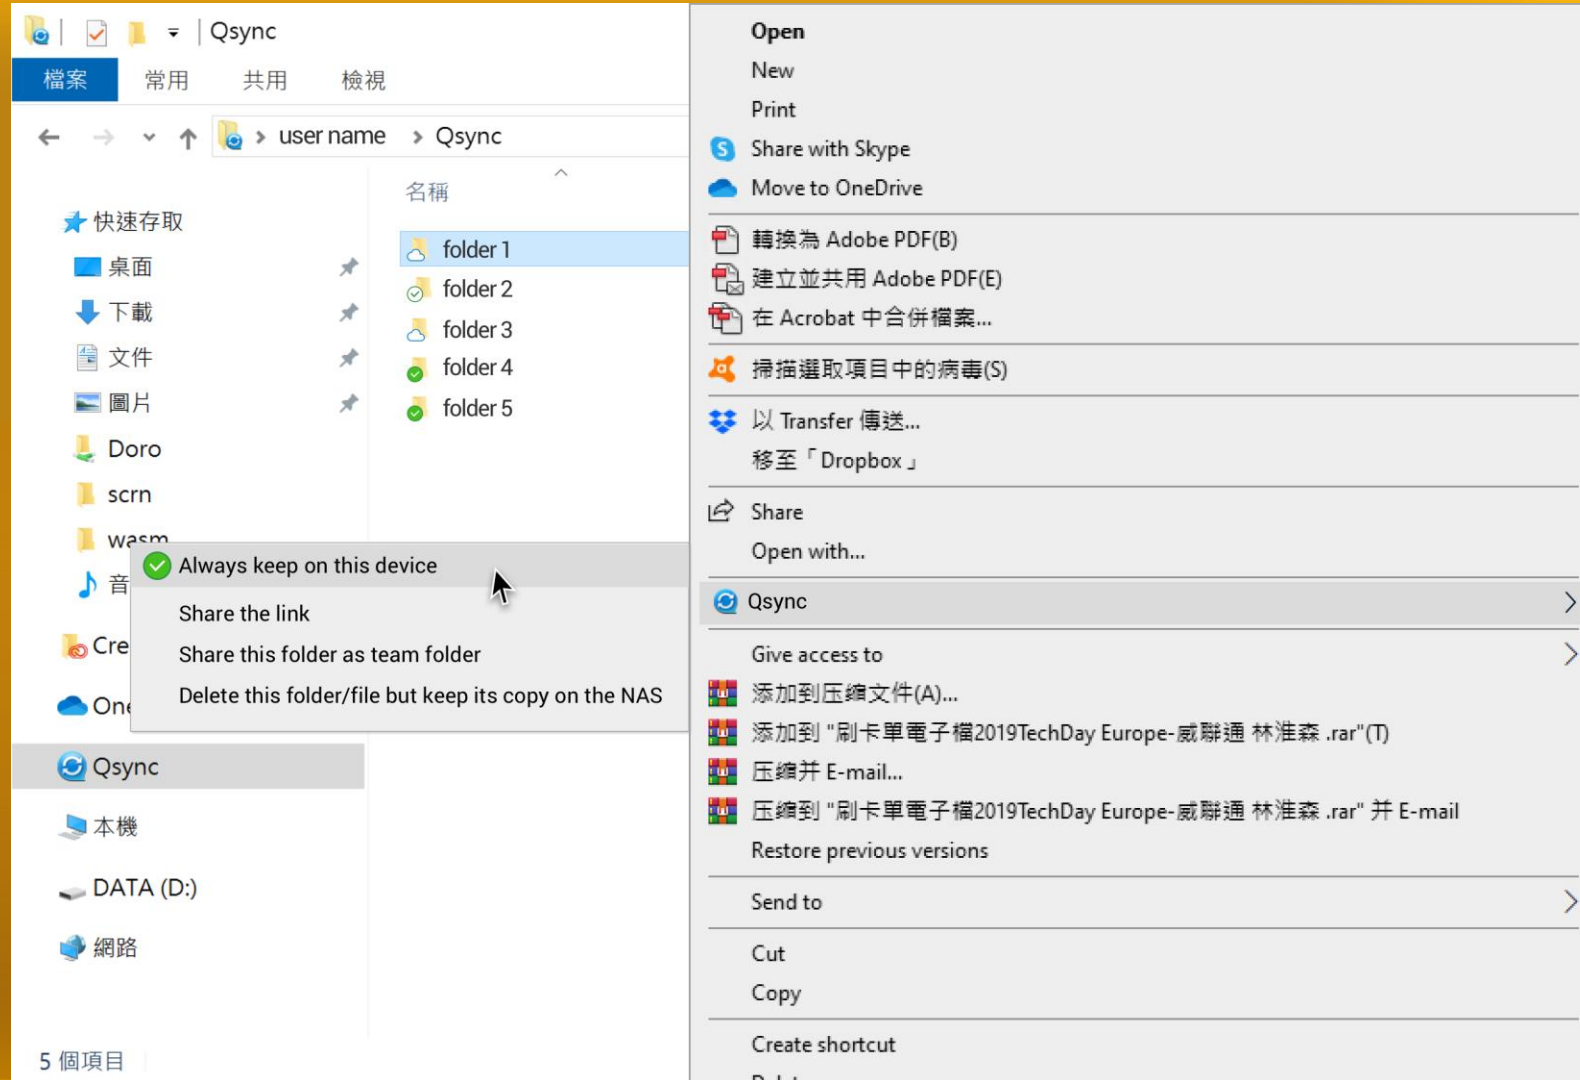 Qsync
檔案 常用 共用 檢視
user name > Qsync
名稱
快速存取
桌面
下載
文件
圖片
Doro
scrn
wasm
音
Cre
One
Qsync
本機
DATA (D:)
網路
5 個項目
folder 1
folder 2
folder 3
folder 4
folder 5
Always keep on this device
Share the link
Share this folder as team folder
Delete this folder/file but keep its copy on the NAS
Open
New
Print
Share with Skype
Move to OneDrive
轉換為 Adobe PDF(B)
建立並共用 Adobe PDF(E)
在 Acrobat 中合併檔案...
掃描選取項目中的病毒(S)
以 Transfer 傳送...
移至「Dropbox」
Share
Open with...
Qsync
Give access to
添加到压缩文件(A)...
添加到 "刷卡單電子檔2019TechDay Europe-威聯通 林淮森 .rar"(T)
压缩并 E-mail...
压缩到 "刷卡單電子檔2019TechDay Europe-威聯通 林淮森 .rar" 并 E-mail
Restore previous versions
Send to
Cut
Copy
Create shortcut